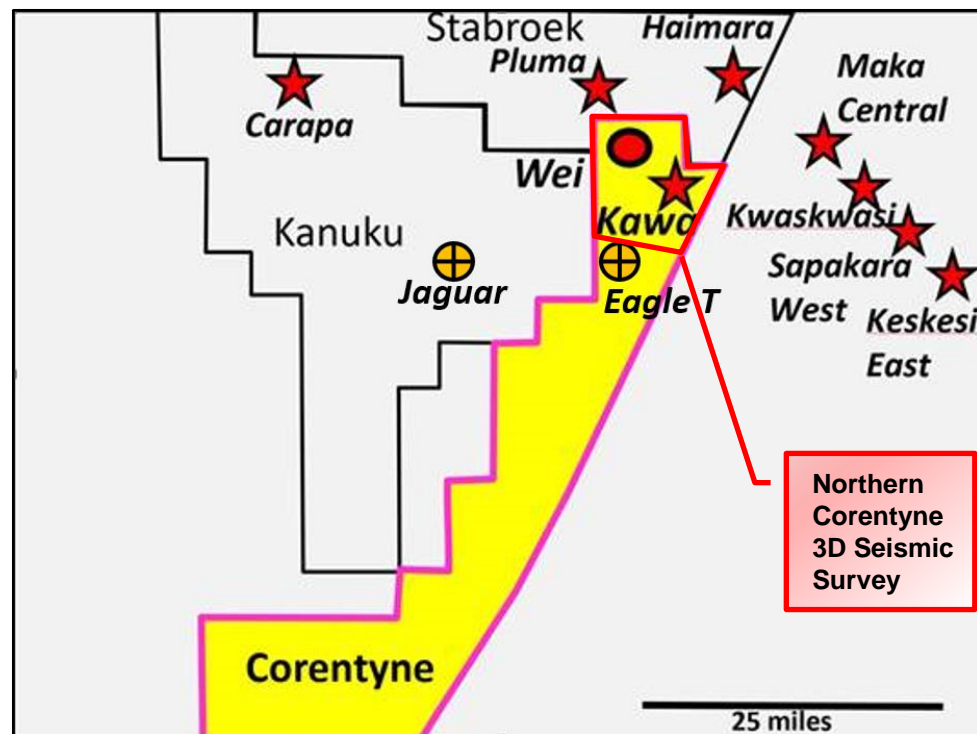 Stabroek
Haimara
Pluma
Maka
Central
Carapa
Wei
Kawa
Kwaskwasi
Kanuku
Sapakara
West
Jaguar
Eagle T
Keskesi
East
Northern
Corentyne
3D Seismic
Survey
Corentyne
25 miles